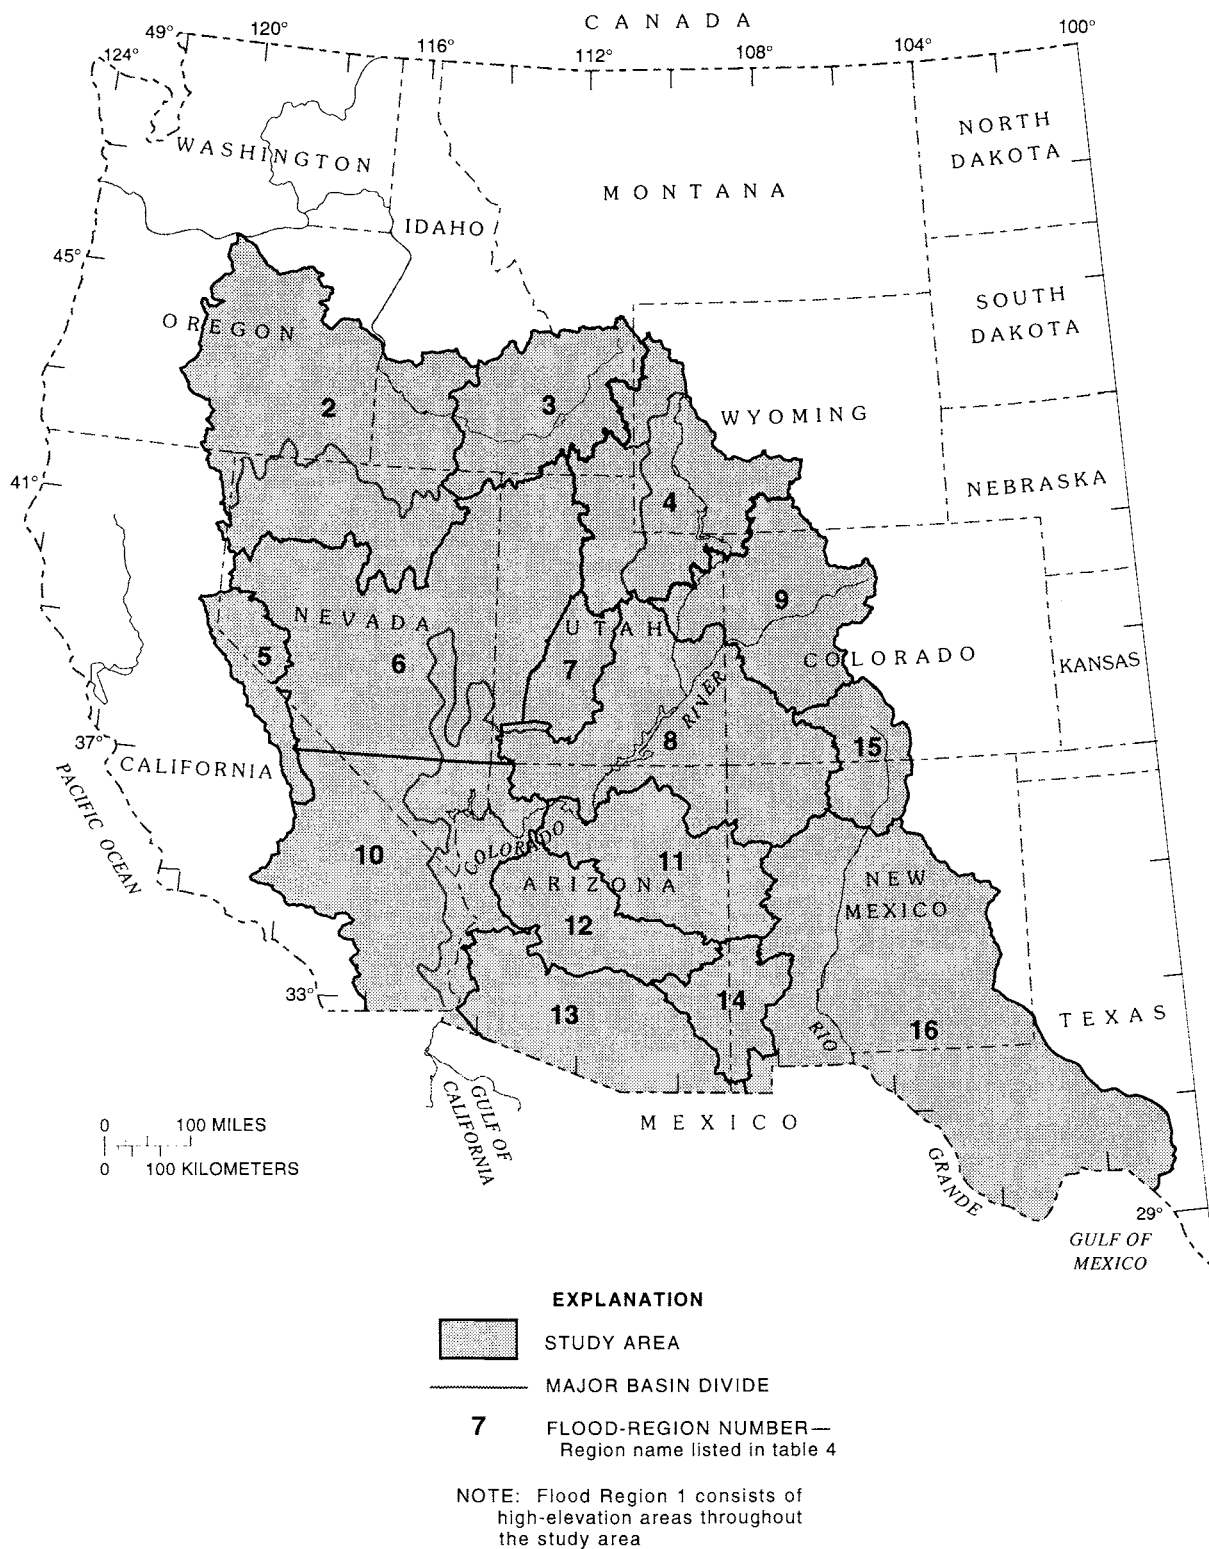 CANADA
49°
120°
124°
116°
112°
108°
104°
100°
WASHINGTON
IDAHO
MONTANA
NORTH
DAKOTA
45°
OREGON
SOUTH
DAKOTA
2
3
WYOMING
41°
4
NEBRASKA
NEVADA
UTAH
9
5
6
7
COLORADO
KANSAS
RIVER
8
15
37°
CALIFORNIA
PACIFIC OCEAN
10
COLORADO
11
ARIZONA
NEW
MEXICO
12
33°
13
14
RIO
16
TEXAS
GULF OF
CALIFORNIA
MEXICO
GRANDE
29°
GULF OF
MEXICO
0 100 MILES
0 100 KILOMETERS
EXPLANATION
STUDY AREA
MAJOR BASIN DIVIDE
7 FLOOD-REGION NUMBER—
Region name listed in table 4
NOTE: Flood Region 1 consists of
high-elevation areas throughout
the study area